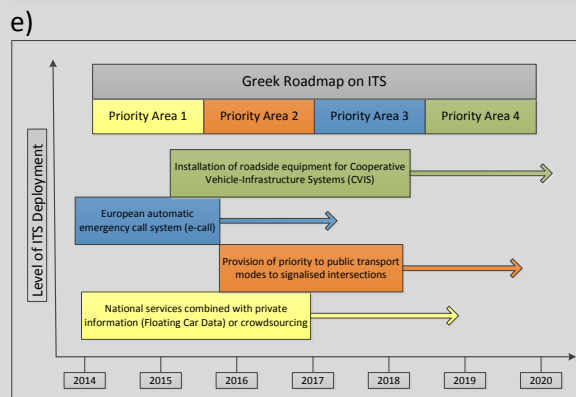 e)
Greek Roadmap on ITS
Priority Area 1
Priority Area 2
Priority Area 3
Priority Area 4
Installation of roadside equipment for Cooperative
Vehicle-Infrastructure Systems (CVIS)
European automatic
emergency call system (e-call)
Provision of priority to public transport
modes to signalised intersections
National services combined with private
information (Floating Car Data) or crowdsourcing
Level of ITS Deployment
2014
2015
2016
2017
2018
2019
2020